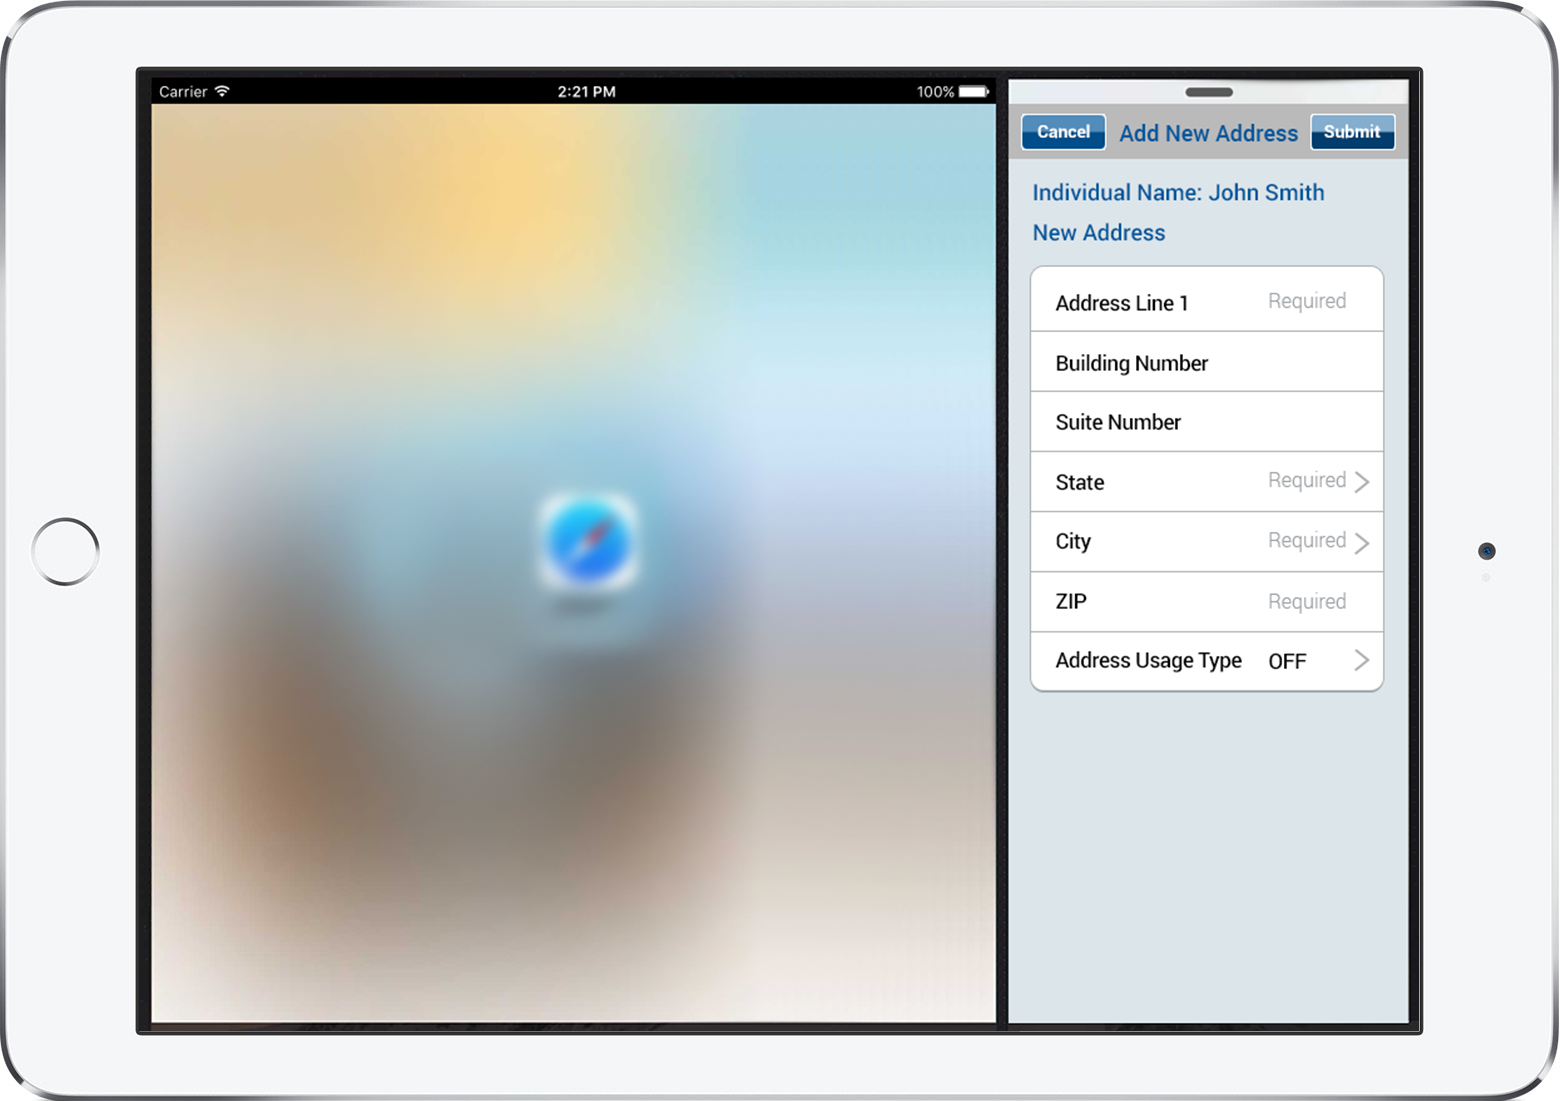 Carrier 2:21 PM 100%
Cancel Add New Address Submit
Individual Name: John Smith
New Address
Address Line 1 Required
Building Number
Suite Number
State Required
City Required
ZIP Required
Address Usage Type OFF